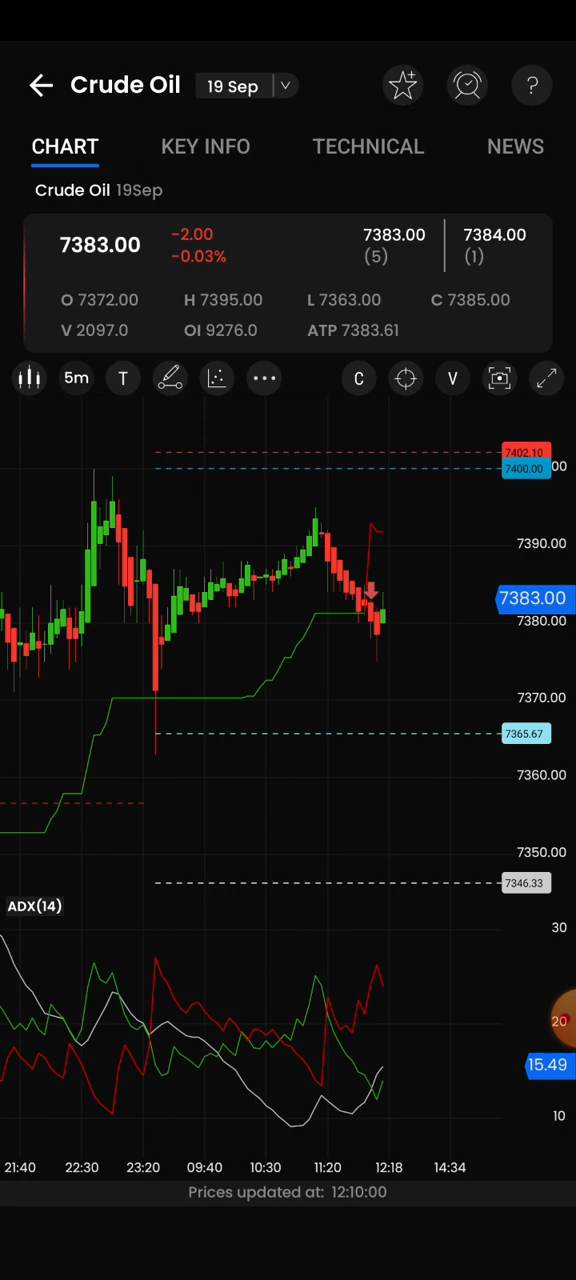 Crude Oil 19 Sep
CHART KEY INFO TECHNICAL NEWS
Crude Oil 19Sep
7383.00 -2.00 7383.00 7384.00
-0.03% (5) (1)
O 7372.00 H 7395.00 L 7363.00 C 7385.00
V 2097.0 OI 9276.0 ATP 7383.61
5m T C V
7402.10
7400.00 00
7390.00
7383.00
7380.00
7370.00
7365.67
7360.00
7350.00
7346.33
ADX(14)
30
20
15.49
10
21:40 22:30 23:20 09:40 10:30 11:20 12:18 14:34
Prices updated at: 12:10:00